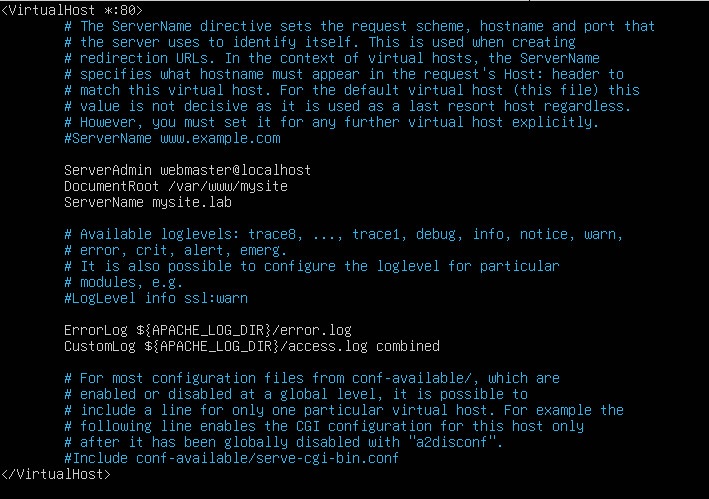 <VirtualHost *:80>
# The ServerName directive sets the request scheme, hostname and port that
# the server uses to identify itself. This is used when creating
# redirection URLs. In the context of virtual hosts, the ServerName
# specifies what hostname must appear in the request's Host: header to
# match this virtual host. For the default virtual host (this file) this
# value is not decisive as it is used as a last resort host regardless.
# However, you must set it for any further virtual host explicitly.
#ServerName www.example.com
ServerAdmin webmaster@localhost
DocumentRoot /var/www/mysite
ServerName mysite.lab
# Available loglevels: trace8, ..., trace1, debug, info, notice, warn,
# error, crit, alert, emerg.
# It is also possible to configure the loglevel for particular
# modules, e.g.
#LogLevel info ssl:warn
ErrorLog ${APACHE_LOG_DIR}/error.log
CustomLog ${APACHE_LOG_DIR}/access.log combined
# For most configuration files from conf-available/, which are
# enabled or disabled at a global level, it is possible to
# include a line for only one particular virtual host. For example the
# following line enables the CGI configuration for this host only
# after it has been globally disabled with "a2disconf".
#Include conf-available/serve-cgi-bin.conf
</VirtualHost>